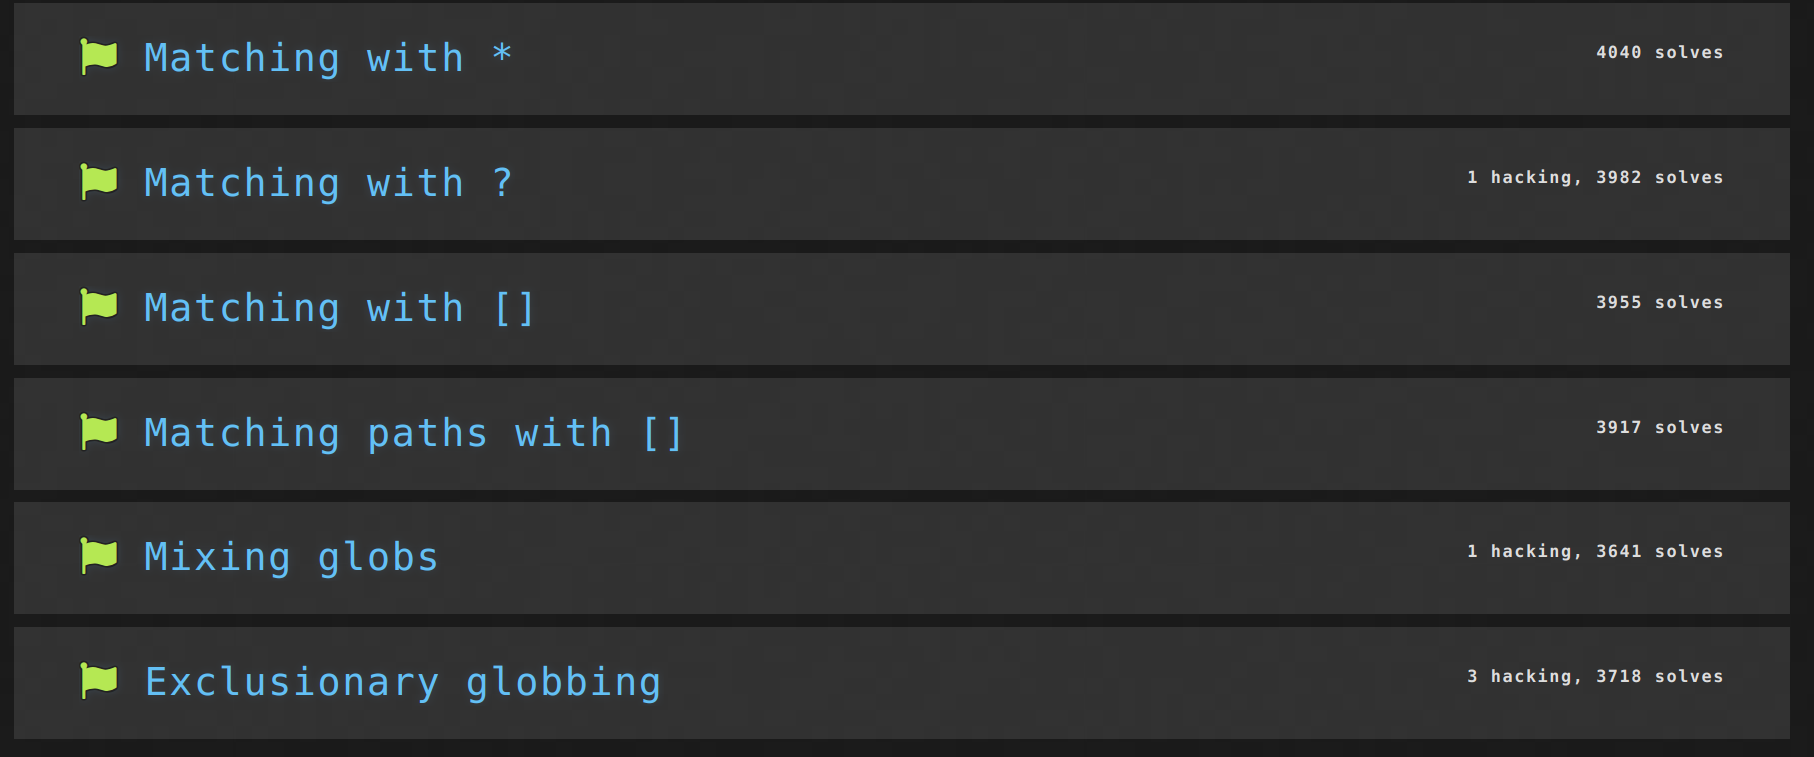 Matching with *
4040 solves
Matching with ?
1 hacking, 3982 solves
Matching with []
3955 solves
Matching paths with []
3917 solves
Mixing globs
1 hacking, 3641 solves
Exclusionary globbing
3 hacking, 3718 solves